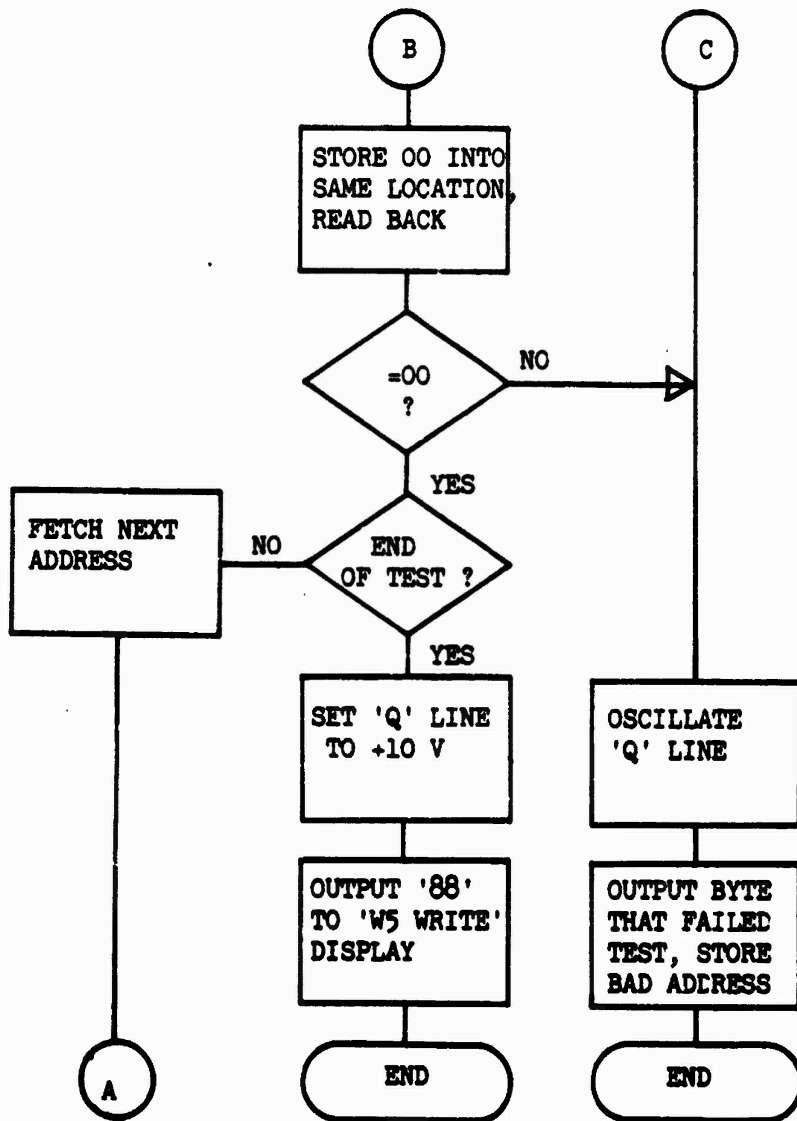 B
C
STORE 00 INTO
SAME LOCATION,
READ BACK
=00
?
NO
YES
FETCH NEXT
ADDRESS
NO
END
OF TEST ?
YES
SET 'Q' LINE
TO +10 V
OSCILLATE
'Q' LINE
OUTPUT '88'
TO 'W5 WRITE'
DISPLAY
OUTPUT BYTE
THAT FAILED
TEST, STORE
BAD ADDRESS
A
END
END